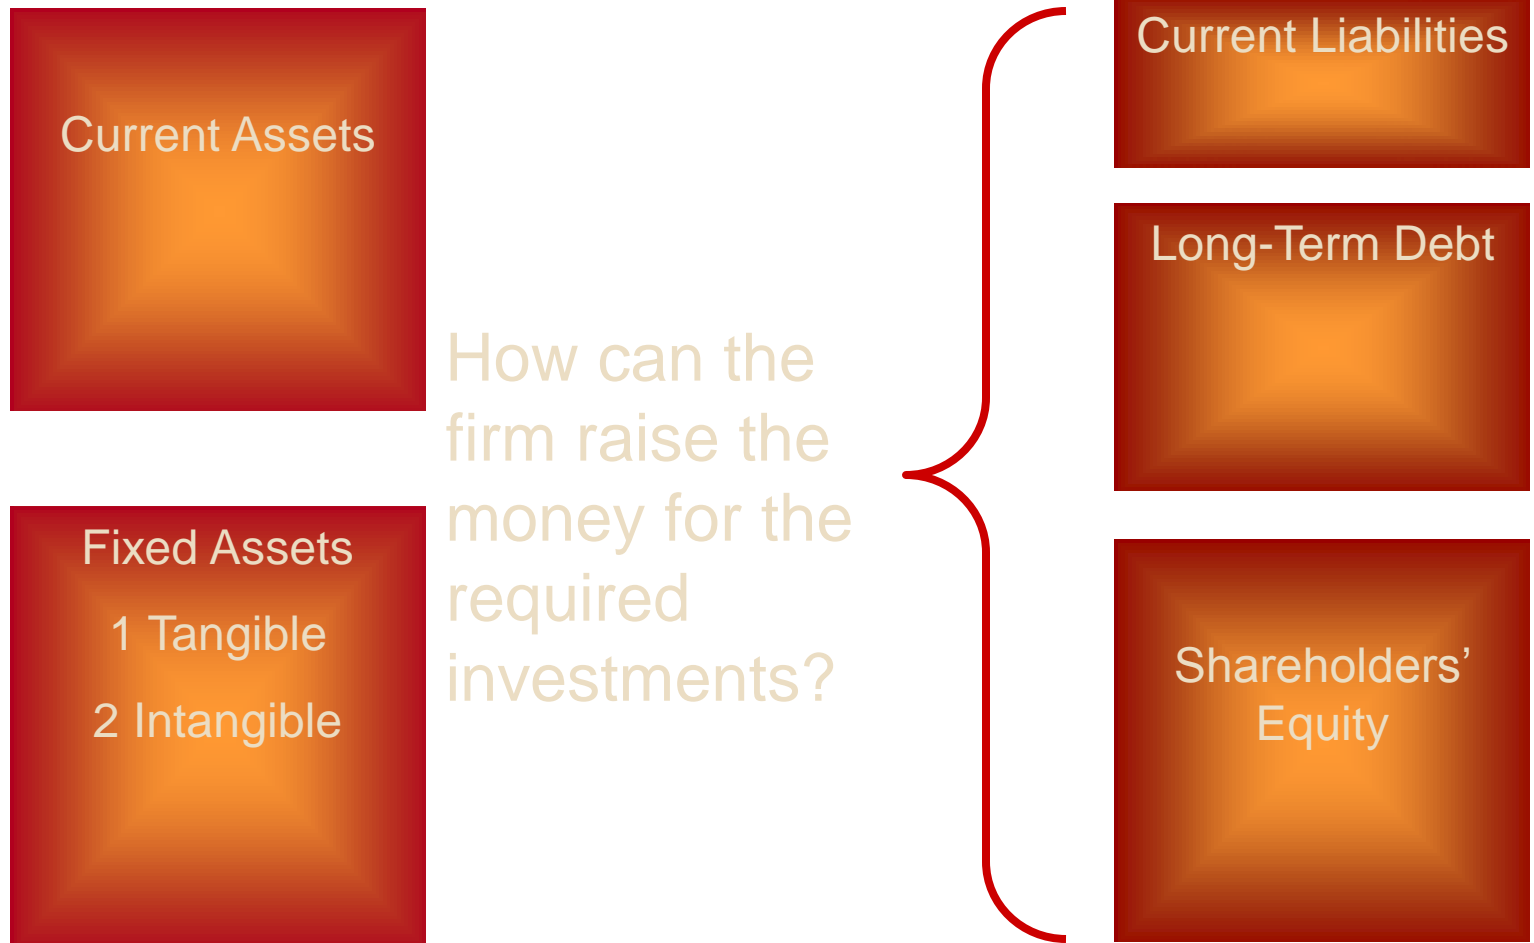 Current Assets
Fixed Assets
1 Tangible
2 Intangible
How can the
firm raise the
money for the
required
investments?
Current Liabilities
Long-Term Debt
Shareholders’
Equity